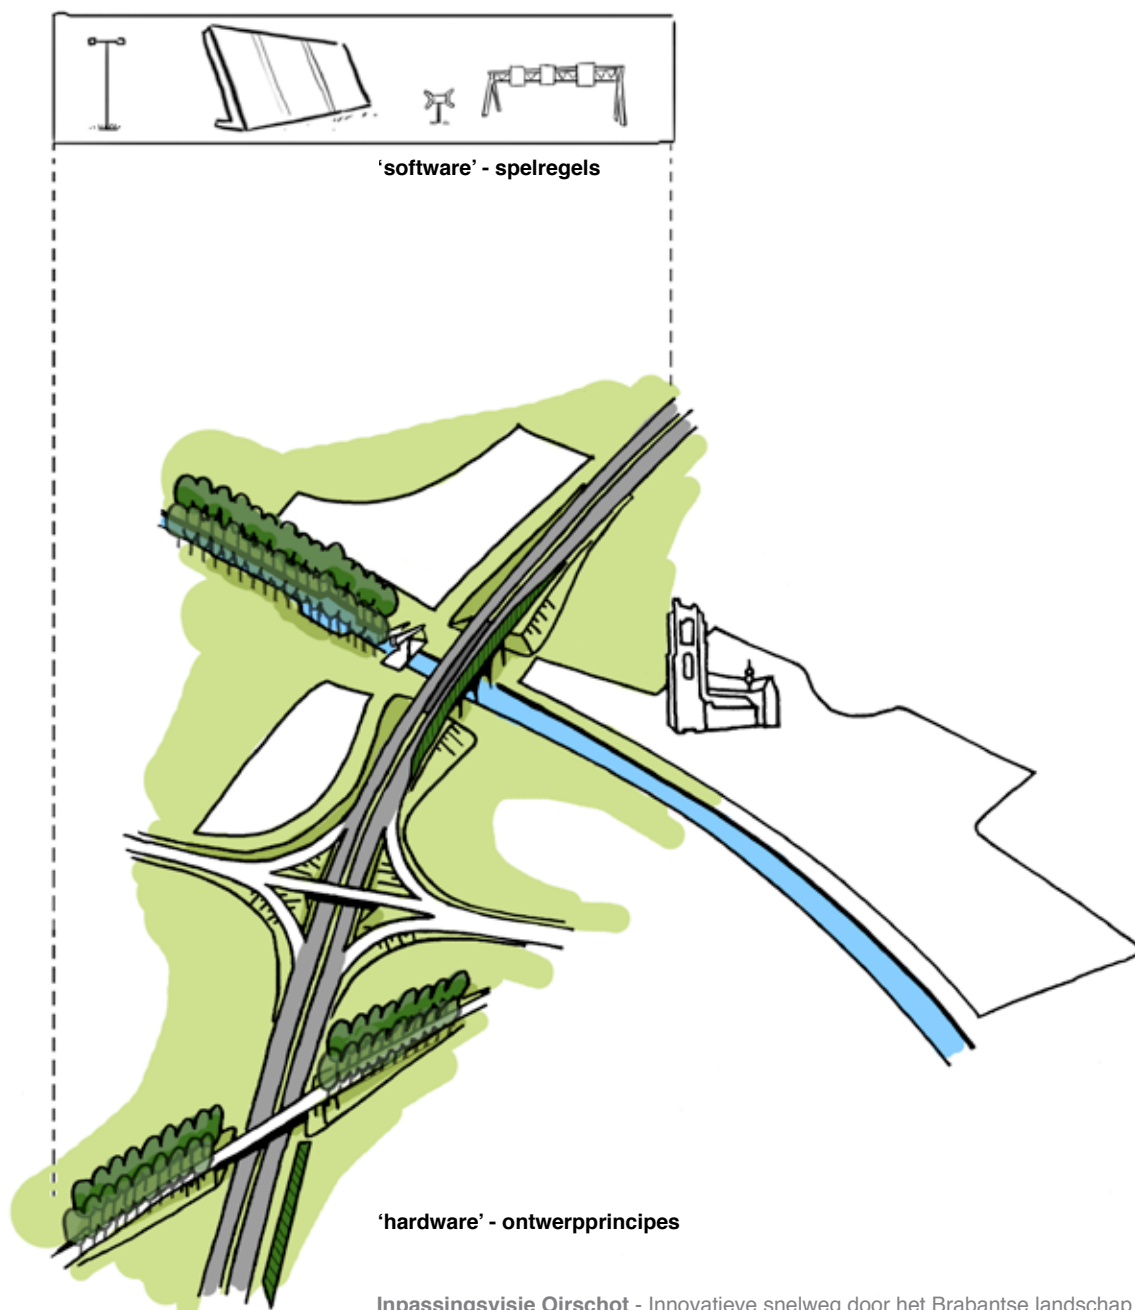 ‘software’ - spelregels
‘hardware’ - ontwerpprincipes
Inpassingsvisie Oirschot - Innovatieve snelweg door het Brabantse landschap